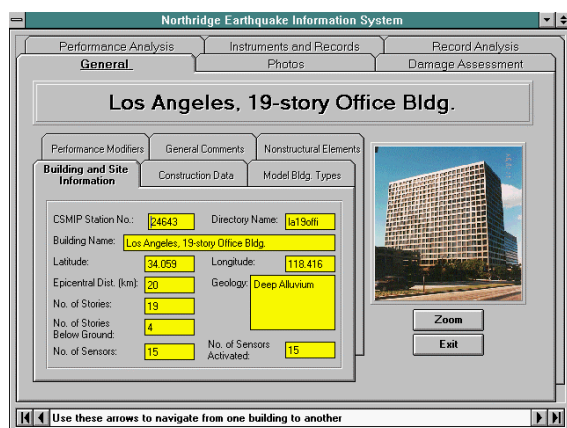 Northridge Earthquake Information System
Performance Analysis
Instruments and Records
Record Analysis
General
Photos
Damage Assessment
Los Angeles, 19-story Office Bldg.
Performance Modifiers
General Comments
Nonstructural Elements
Building and Site
Information
Construction Data
Model Bldg. Types
CSMIP Station No.: 24643 Directory Name: la19offi
Building Name: Los Angeles, 19-story Office Bldg.
Latitude: 34.059 Longitude: 118.416
Epicentral Dist. (km): 20 Geology: Deep Alluvium
No. of Stories: 19
No. of Stories
Below Ground: 4
No. of Sensors: 15 No. of Sensors
Activated: 15
Zoom
Exit
Use these arrows to navigate from one building to another